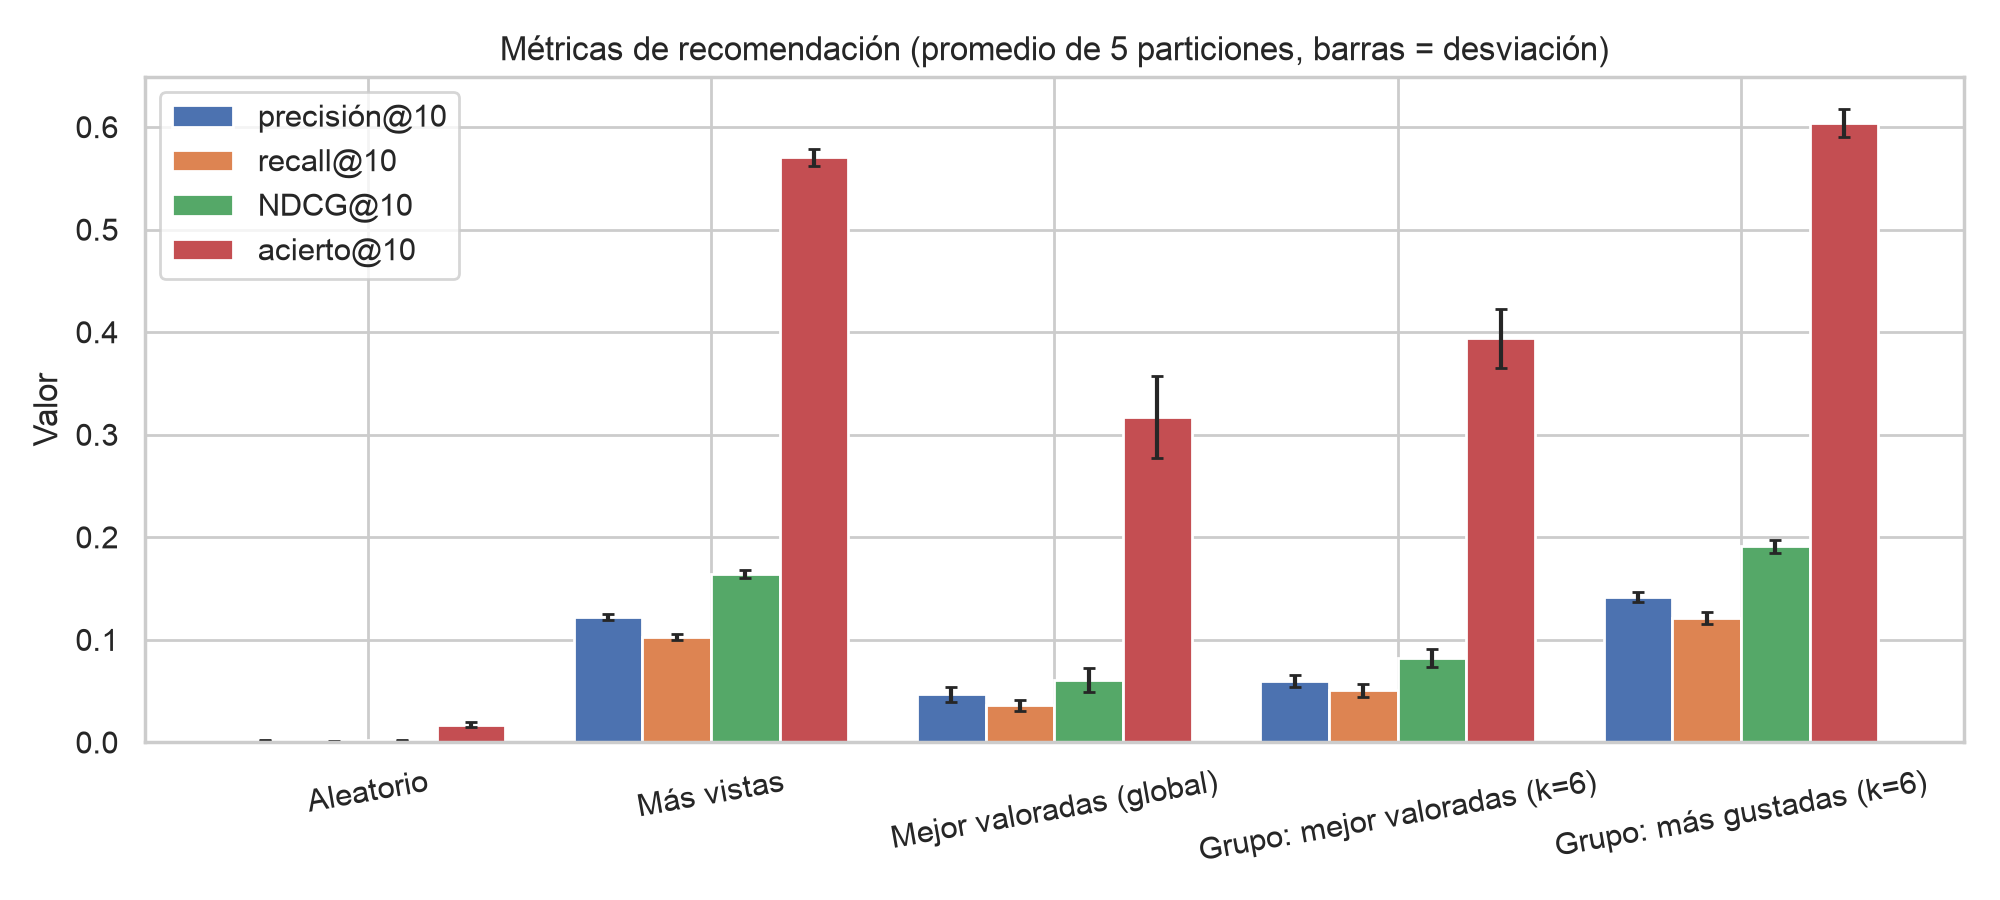 Métricas de recomendación (promedio de 5 particiones, barras = desviación)
precisión@10
recall@10
NDCG@10
acierto@10
Valor
0.6
0.5
0.4
0.3
0.2
0.1
0.0
Aleatorio
Más vistas
Mejor valoradas (global)
Grupo: mejor valoradas (k=6)
Grupo: más gustadas (k=6)